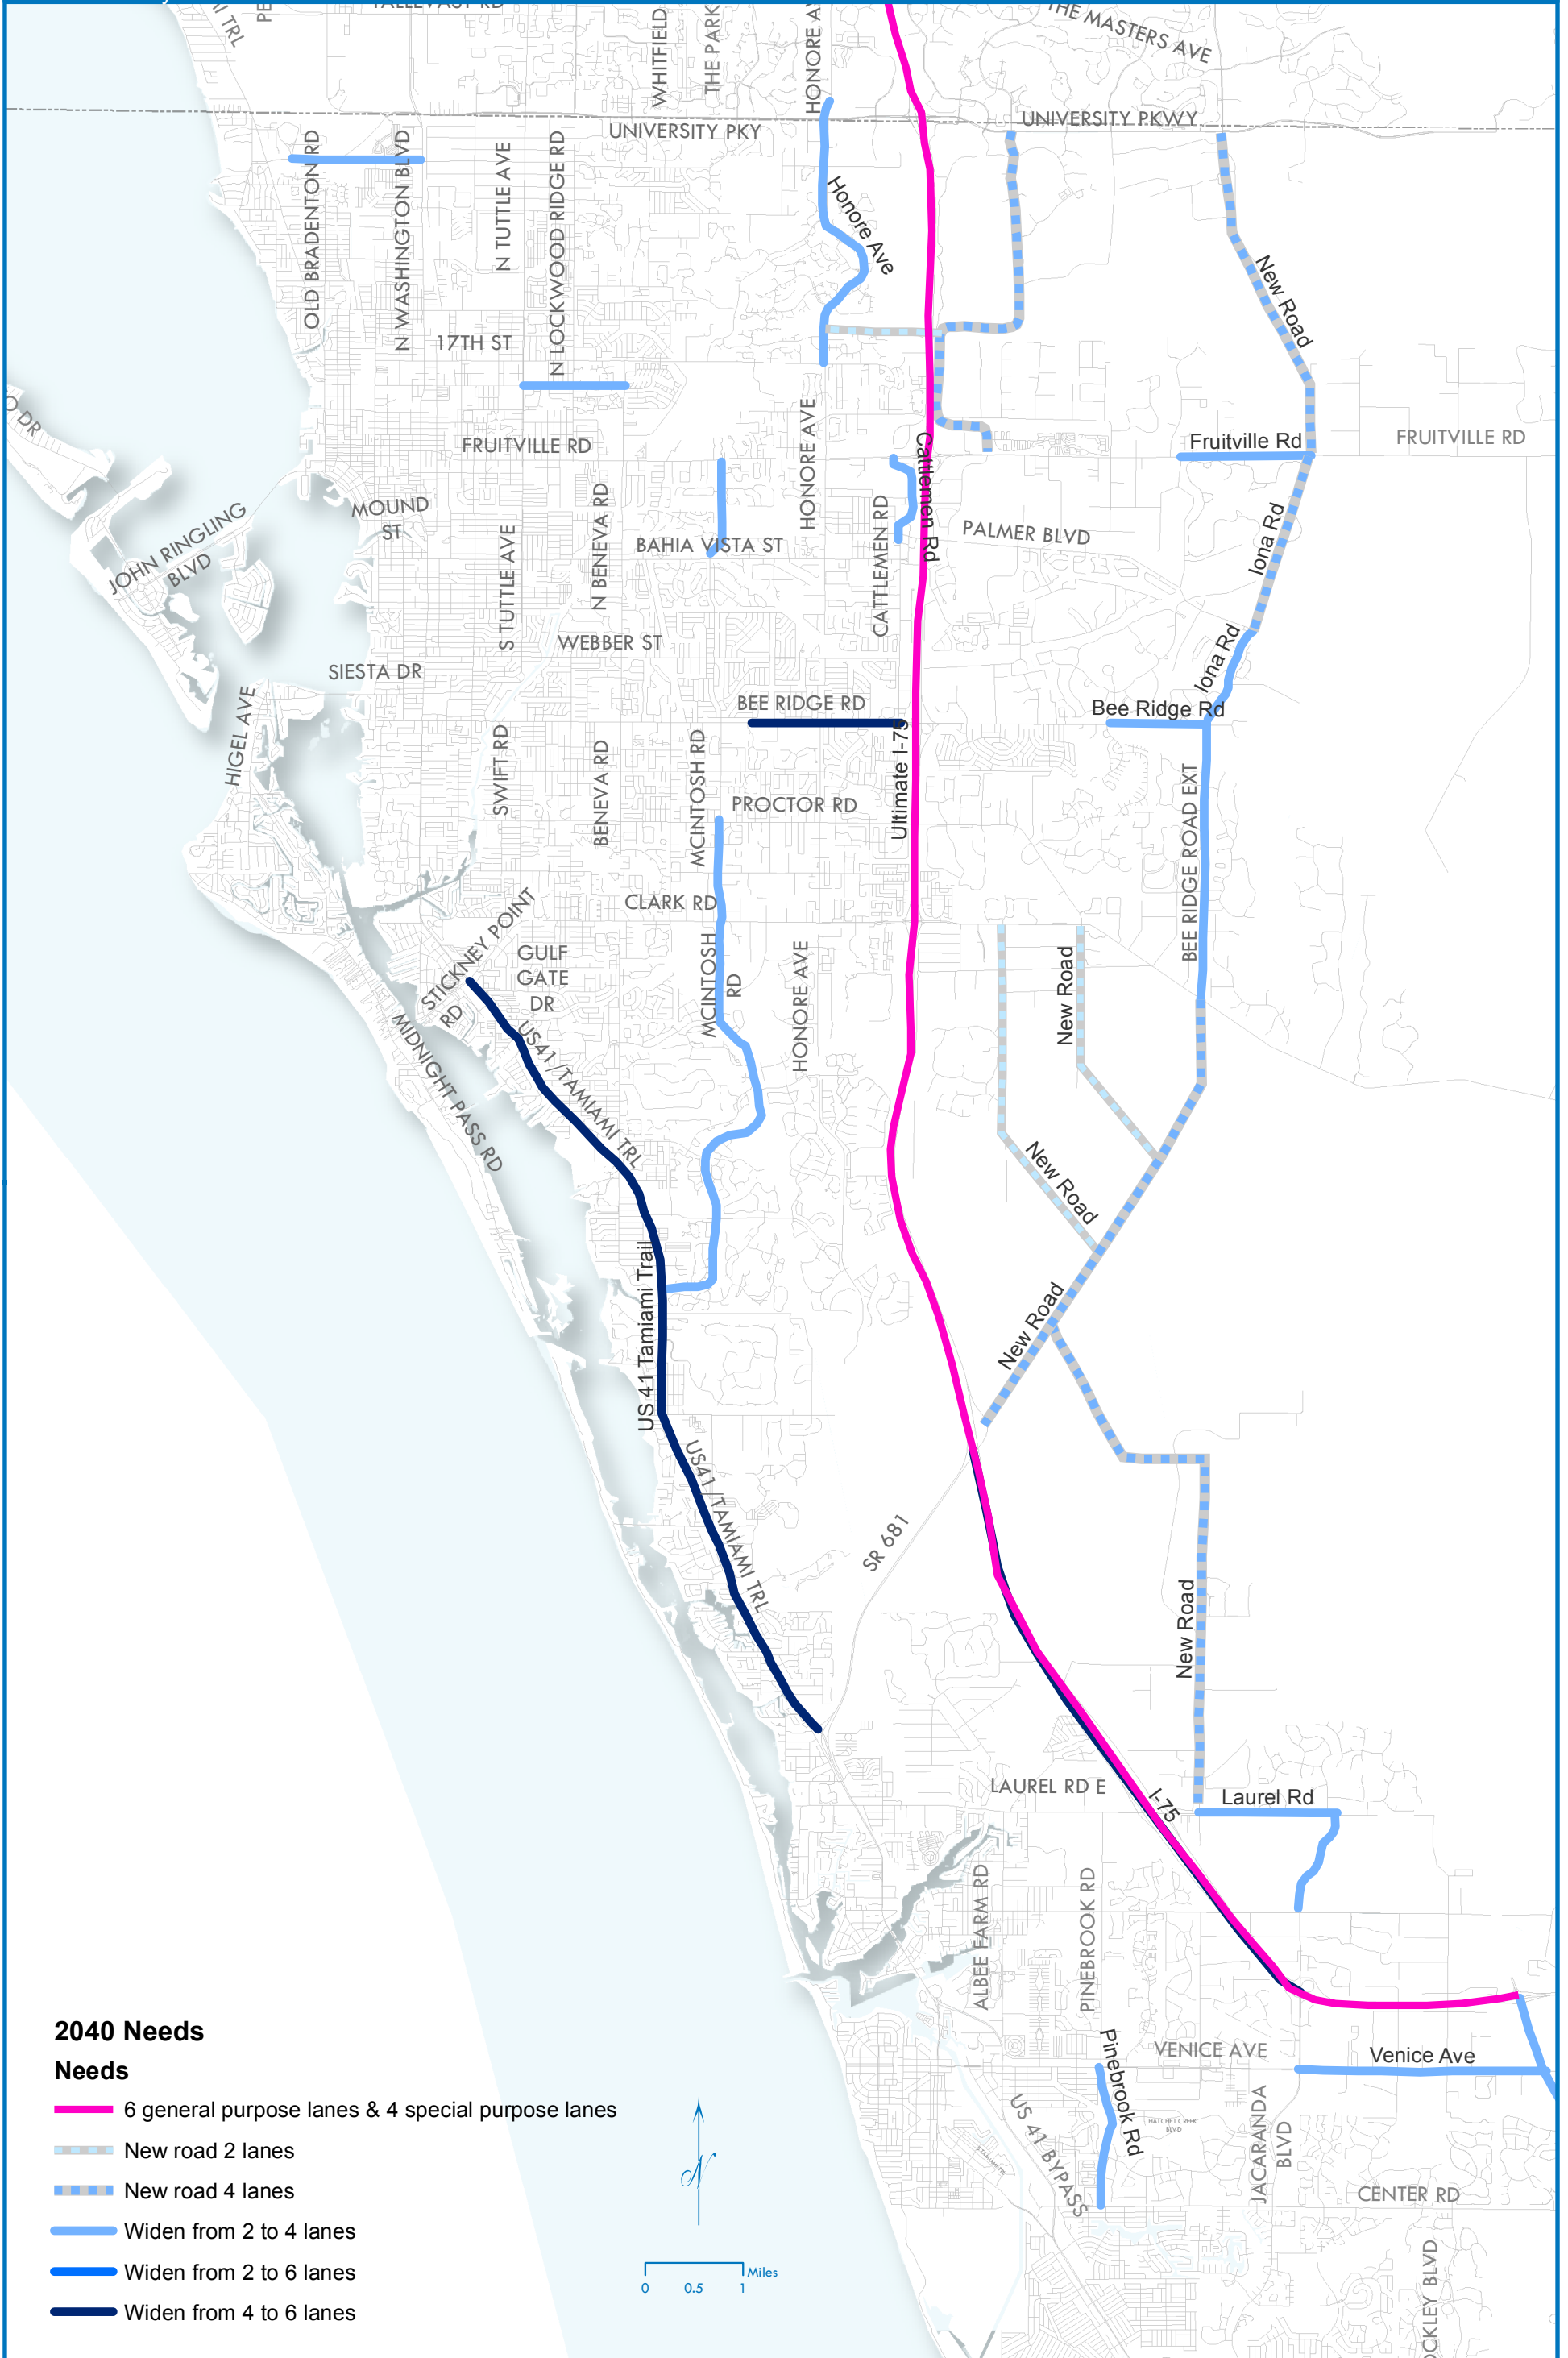 TALLEVAST RD
THE MASTERS AVE
WHITFIELD
THE PARK
HONORE AV
UNIVERSITY PKY
UNIVERSITY PKWY
OLD BRADENTON RD
N WASHINGTON BLVD
N TUTTLE AVE
N LOCKWOOD RIDGE RD
Honore Ave
New Road
17TH ST
FRUITVILLE RD
HONORE AVE
Cattlemen Rd
Fruitville Rd
FRUITVILLE RD
O DR
JOHN RINGLING
BLVD
MOUND
ST
S TUTTLE AVE
N BENEVA RD
BAHIA VISTA ST
CATTLEMEN RD
PALMER BLVD
Iona Rd
WEBBER ST
SIESTA DR
Iona Rd
HIGEL AVE
SWIFT RD
BENEVA RD
MCINTOSH RD
BEE RIDGE RD
Bee Ridge Rd
Ultimate I-75
PROCTOR RD
BEE RIDGE ROAD EXT
CLARK RD
STICKNEY POINT
RD
GULF
GATE
DR
MCINTOSH
RD
HONORE AVE
New Road
MIDNIGHT PASS RD
US41 /TAMIAMI TRL
New Road
US 41 Tamiami Trail
New Road
US41 /TAMIAMI TRL
SR 681
New Road
LAUREL RD E
I-75
Laurel Rd
ALBEE FARM RD
PINEBROOK RD
VENICE AVE
Venice Ave
Pinebrook Rd
HATCHET CREEK
BLVD
US 41 BYPASS
JACARANDA
BLVD
CENTER RD
OCKLEY BLVD
2040 Needs
Needs
6 general purpose lanes & 4 special purpose lanes
New road 2 lanes
New road 4 lanes
Widen from 2 to 4 lanes
Widen from 2 to 6 lanes
Widen from 4 to 6 lanes
N
Miles
0 0.5 1